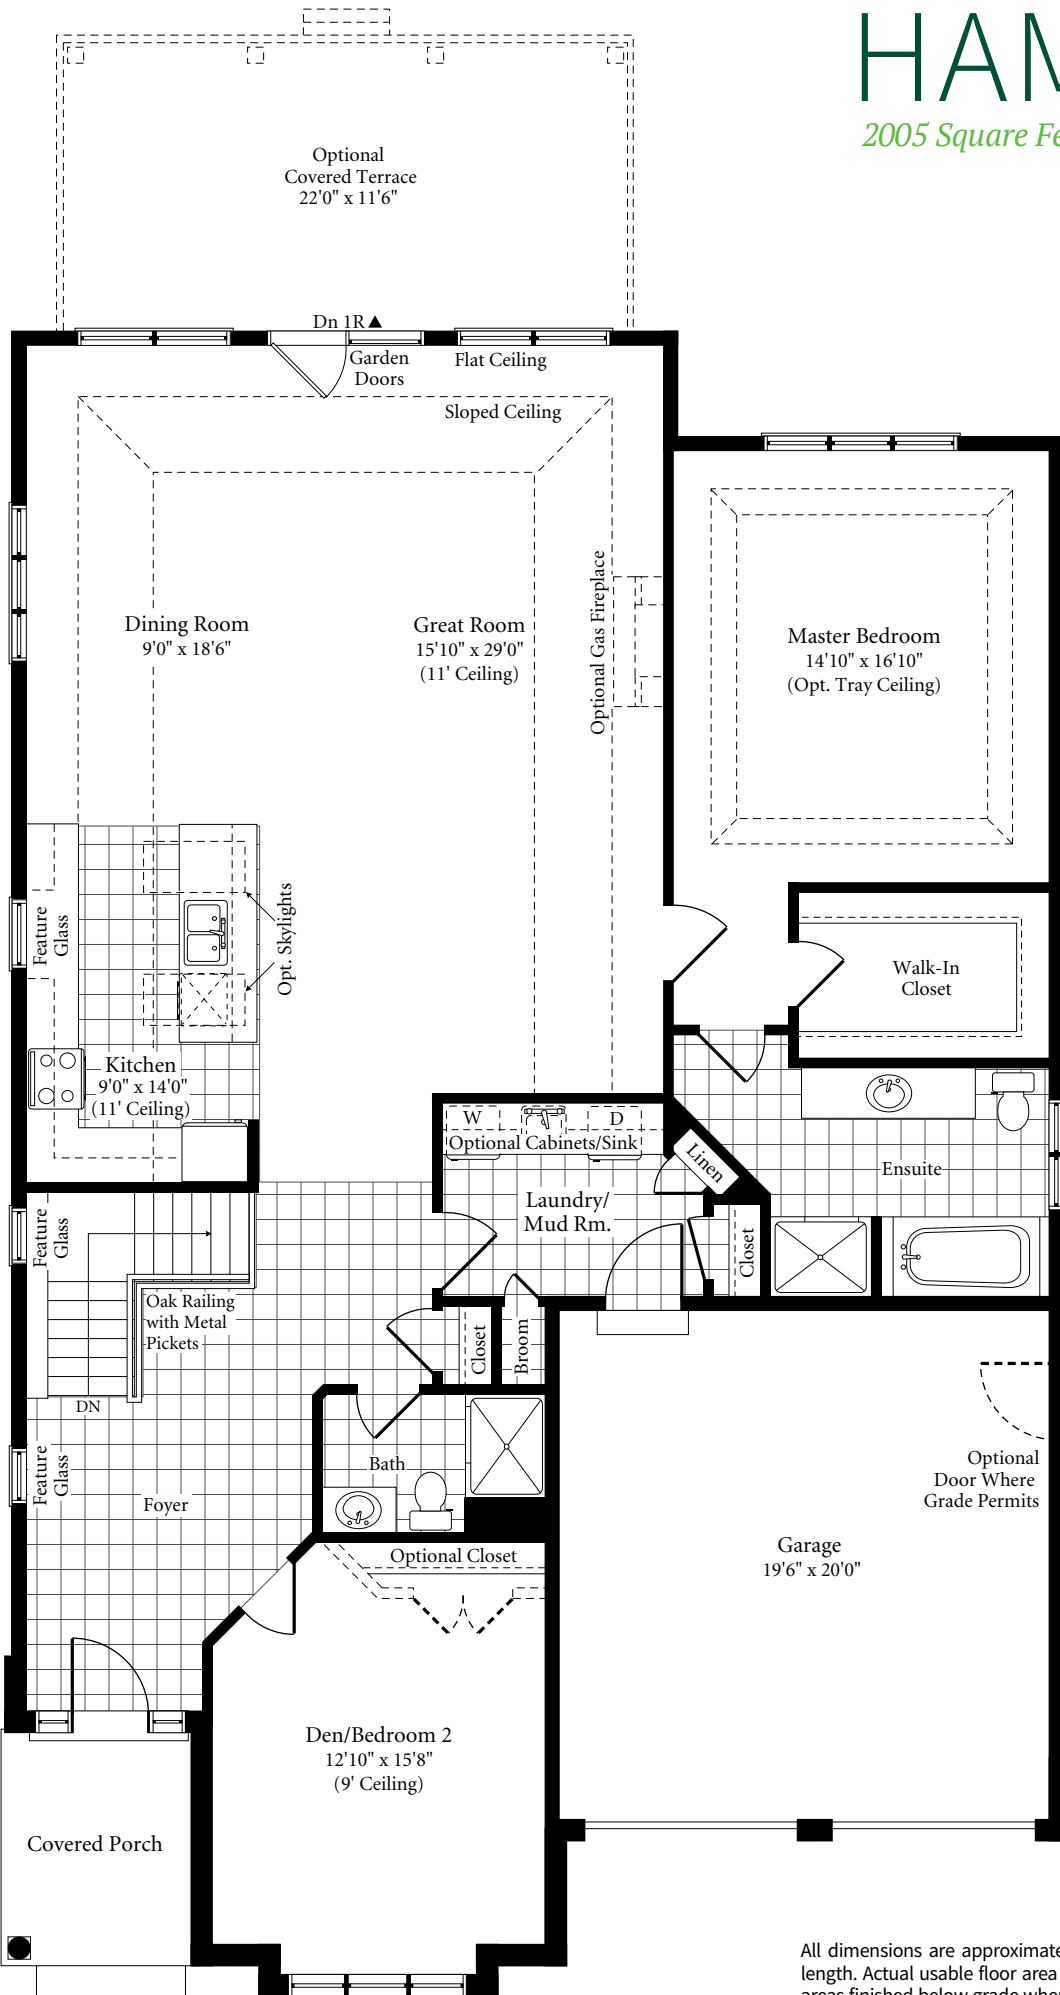 HAM
2005 Square Fe
Optional
Covered Terrace
22'0" x 11'6"
Dn 1R▲
Garden
Doors
Flat Ceiling
Sloped Ceiling
Dining Room
9'0" x 18'6"
Great Room
15'10" x 29'0"
(11' Ceiling)
Optional Gas Fireplace
Master Bedroom
14'10" x 16'10"
(Opt. Tray Ceiling)
Feature
Glass
Opt. Skylights
Walk-In
Closet
Kitchen
9'0" x 14'0"
(11' Ceiling)
W
D
Optional Cabinets/Sink
Linen
Ensuite
Laundry/
Mud Rm.
Closet
Feature
Glass
Oak Railing
with Metal
Pickets
Closet
Broom
DN
Bath
Feature
Glass
Foyer
Optional
Door Where
Grade Permits
Optional Closet
Garage
19'6" x 20'0"
Den/Bedroom 2
12'10" x 15'8"
(9' Ceiling)
Covered Porch
All dimensions are approximate
length. Actual usable floor area
areas finished below grade whe